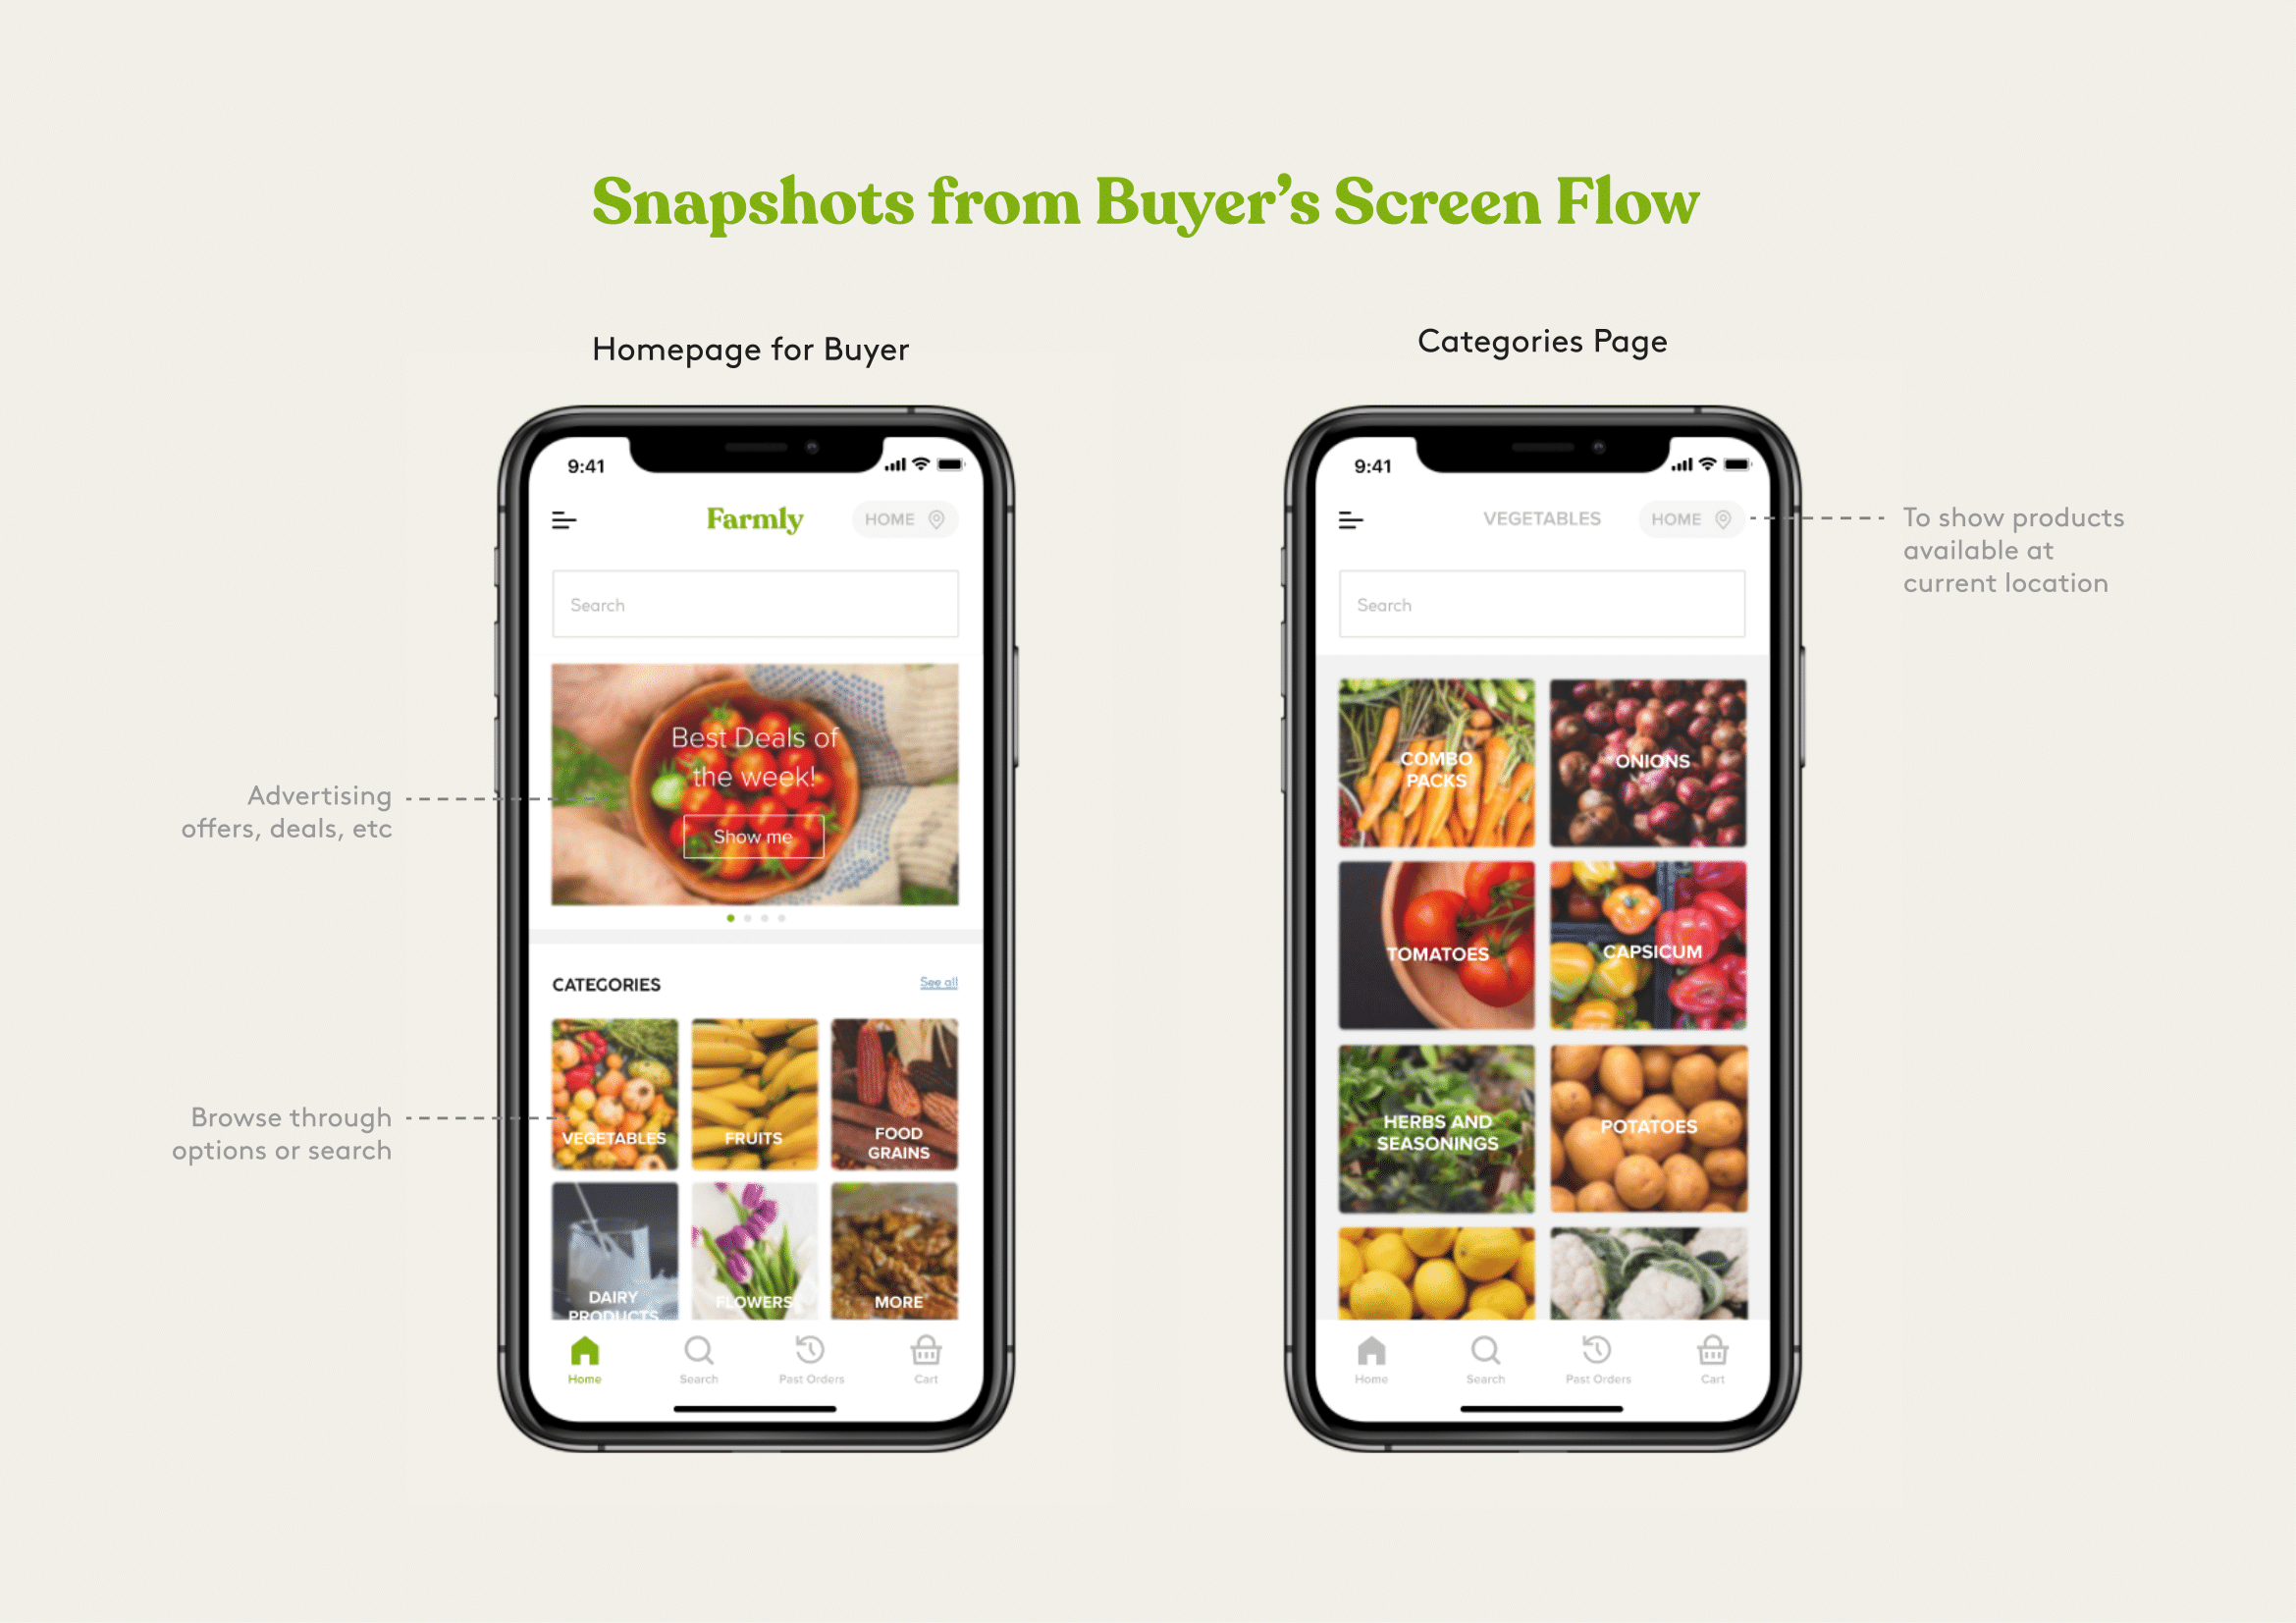 Snapshots from Buyer’s Screen Flow
Homepage for Buyer
9:41
Farmly
HOME
Search
Best Deals of
the week!
Show me
CATEGORIES
See all
VEGETABLES
FRUITS
FOOD
GRAINS
DAIRY
PRODUCTS
FLOWERS
MORE
Home
Search
Past Orders
Cart
Advertising
offers, deals, etc
Browse through
options or search
Categories Page
9:41
VEGETABLES
HOME
Search
COMBO
PACKS
ONIONS
TOMATOES
CAPSICUM
HERBS AND
SEASONINGS
POTATOES
Home
Search
Past Orders
Cart
To show products
available at
current location